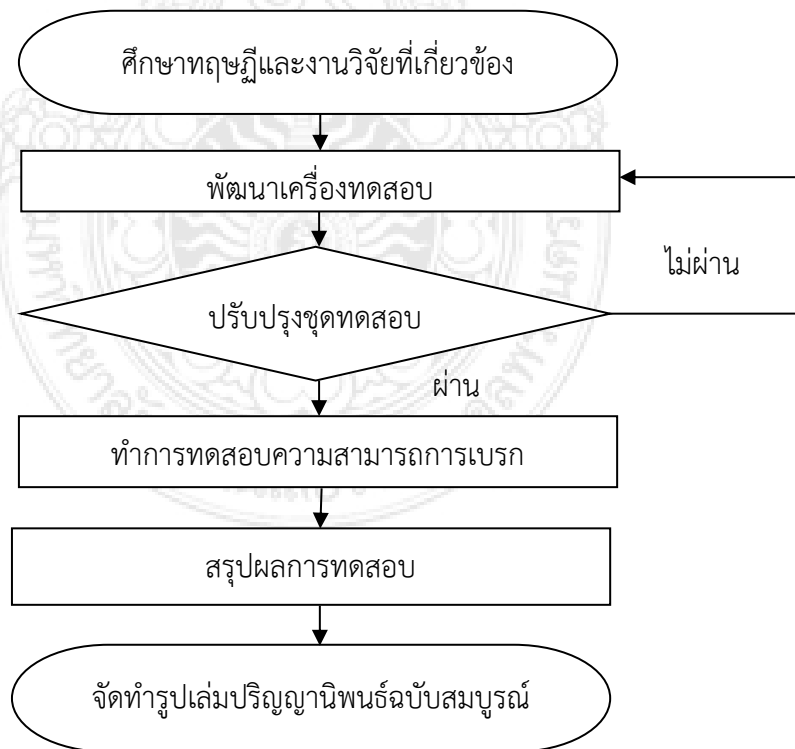 ศึกษาทฤษฎีและงานวิจัยที่เกี่ยวข้อง
พัฒนาเครื่องทดสอบ
ไม่ผ่าน
ปรับปรุงชุดทดสอบ
ผ่าน
ทำการทดสอบความสามารถการเบรก
สรุปผลการทดสอบ
จัดทำรูปเล่มปริญญานิพนธ์ฉบับสมบูรณ์